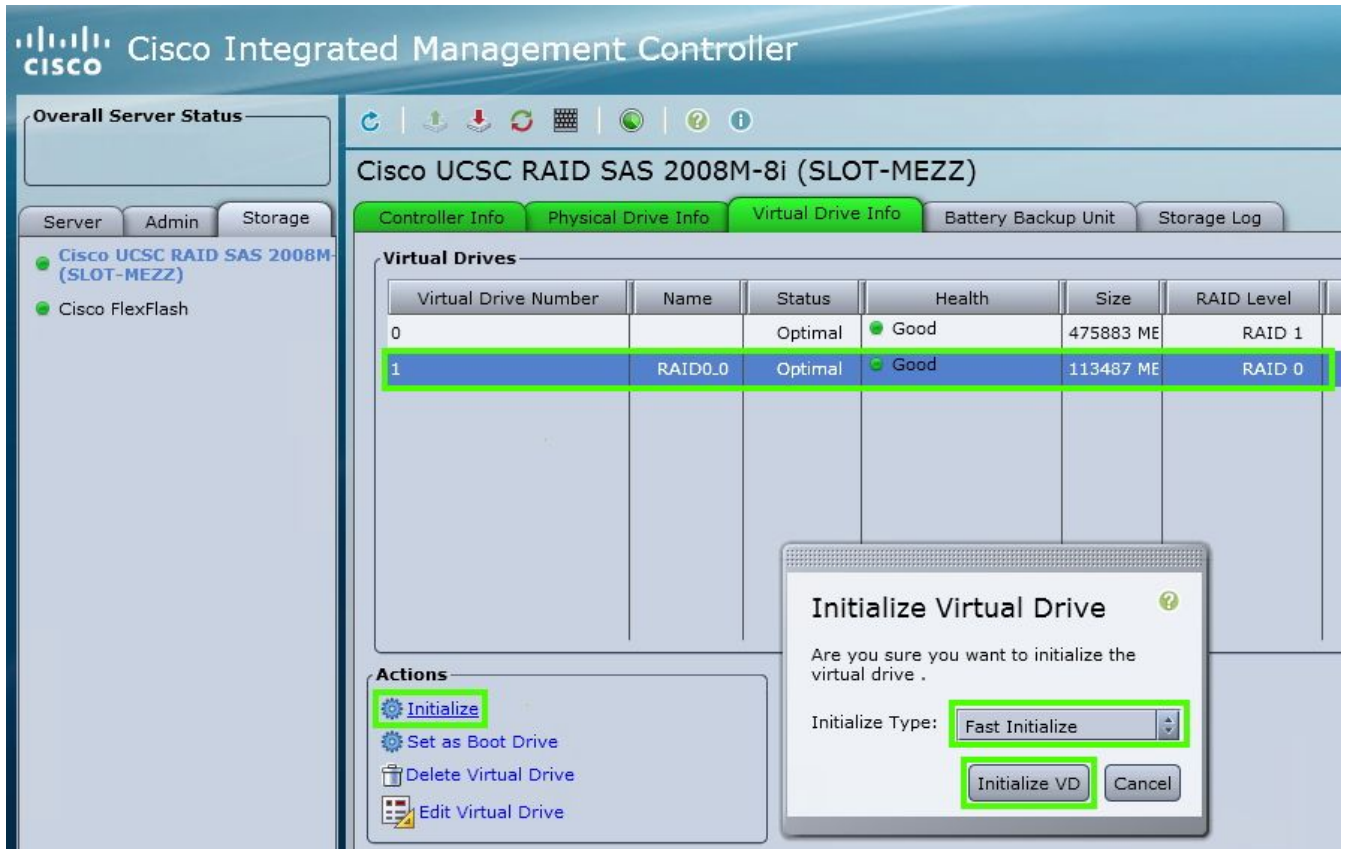 CISCO Cisco Integrated Management Controller
Overall Server Status
Server Admin Storage
Cisco UCSC RAID SAS 2008M-
(SLOT-MEZZ)
Cisco FlexFlash
Cisco UCSC RAID SAS 2008M-8i (SLOT-MEZZ)
Controller Info Physical Drive Info Virtual Drive Info Battery Backup Unit Storage Log
Virtual Drives
Virtual Drive Number Name Status Health Size RAID Level
0 Optimal Good 475883 ME RAID 1
1 RAID0_0 Optimal Good 113487 ME RAID 0
Actions
Initialize
Set as Boot Drive
Delete Virtual Drive
Edit Virtual Drive
Initialize Virtual Drive
Are you sure you want to initialize the
virtual drive .
Initialize Type: Fast Initialize
Initialize VD Cancel